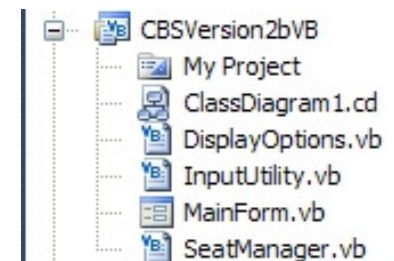 CBSVersion2bVB
My Project
ClassDiagram1.cd
DisplayOptions.vb
InputUtility.vb
MainForm.vb
SeatManager.vb